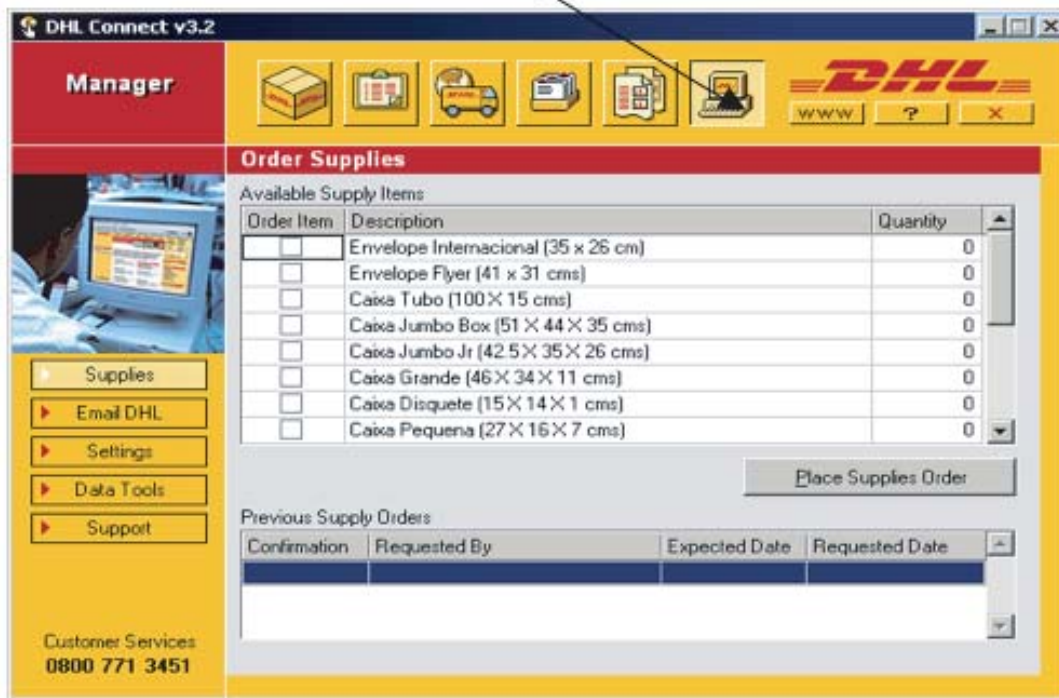 DHL Connect v3.2
Manager
DHL
WWW ? ×
Order Supplies
Available Supply Items
Order Item Description Quantity
Envelope Internacional (35 x 26 cm) 0
Envelope Flyer (41 x 31 cms) 0
Caixa Tubo (100 X 15 cms) 0
Caixa Jumbo Box (51 X 44 X 35 cms) 0
Caixa Jumbo Jr (42.5 X 35 X 26 cms) 0
Caixa Grande (46 X 34 X 11 cms) 0
Caixa Disquete (15 X 14 X 1 cms) 0
Caixa Pequena (27 X 16 X 7 cms) 0
Supplies
Email DHL
Settings
Data Tools
Support
Place Supplies Order
Previous Supply Orders
Confirmation Requested By Expected Date Requested Date
Customer Services
0800 771 3451